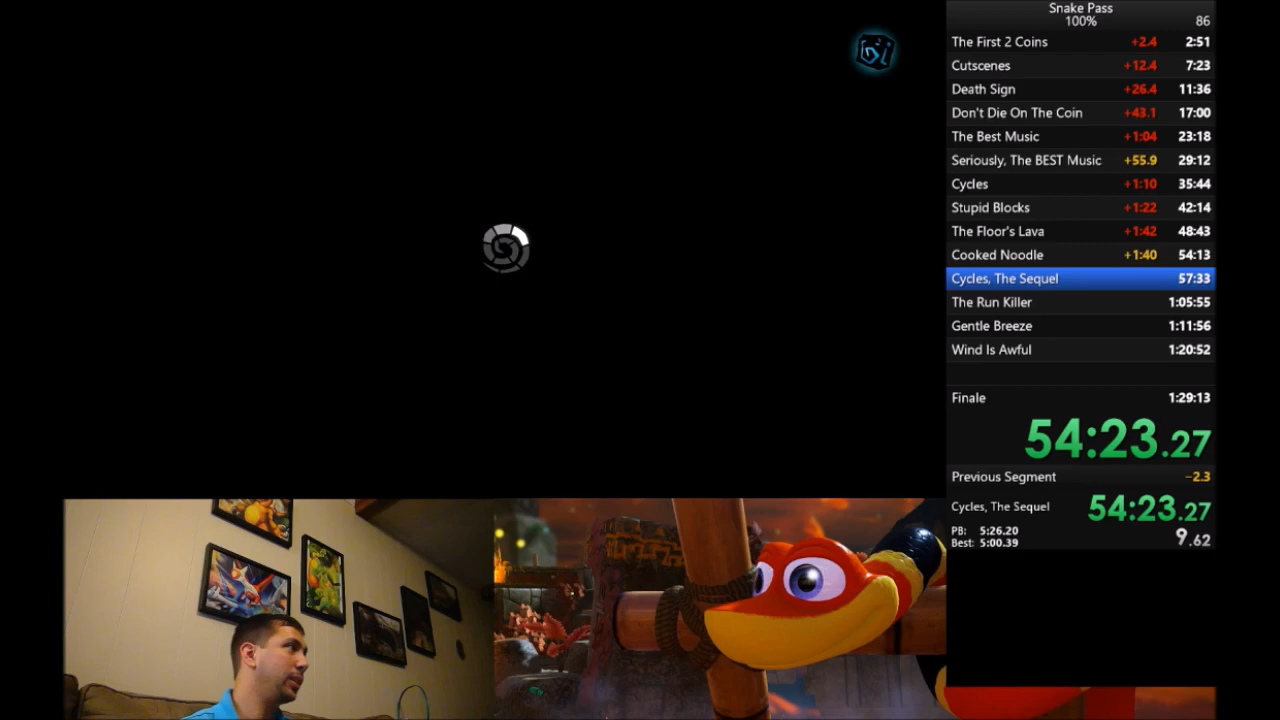 Snake Pass
100% 86
The First 2 Coins +2.4 2:51
Cutscenes +12.4 7:23
Death Sign +26.4 11:36
Don't Die On The Coin +43.1 17:00
The Best Music +1:04 23:18
Seriously, The BEST Music +55.9 29:12
Cycles +1:10 35:44
Stupid Blocks +1:22 42:14
The Floor's Lava +1:42 48:43
Cooked Noodle +1:40 54:13
Cycles, The Sequel 57:33
The Run Killer 1:05:55
Gentle Breeze 1:11:56
Wind Is Awful 1:20:52
Finale 1:29:13
54:23.27
Previous Segment −2.3
Cycles, The Sequel 54:23.27
PB: 5:26.20
Best: 5:00.39 9.62